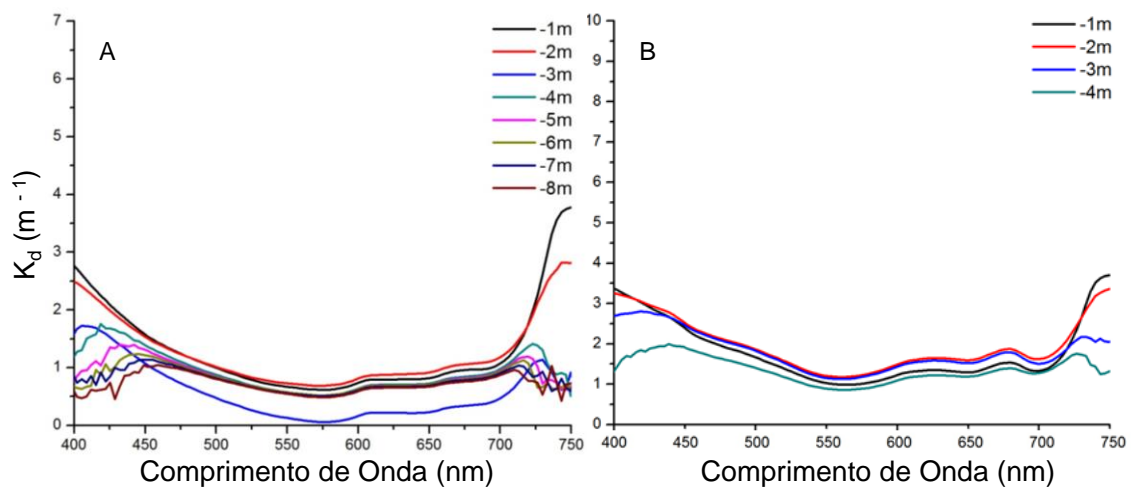 A
7
6
5
4
3
2
1
0
K_d (m ⁻¹)
400 450 500 550 600 650 700 750
Comprimento de Onda (nm)
-1m
-2m
-3m
-4m
-5m
-6m
-7m
-8m
B
10
9
8
7
6
5
4
3
2
1
0
400 450 500 550 600 650 700 750
Comprimento de Onda (nm)
-1m
-2m
-3m
-4m